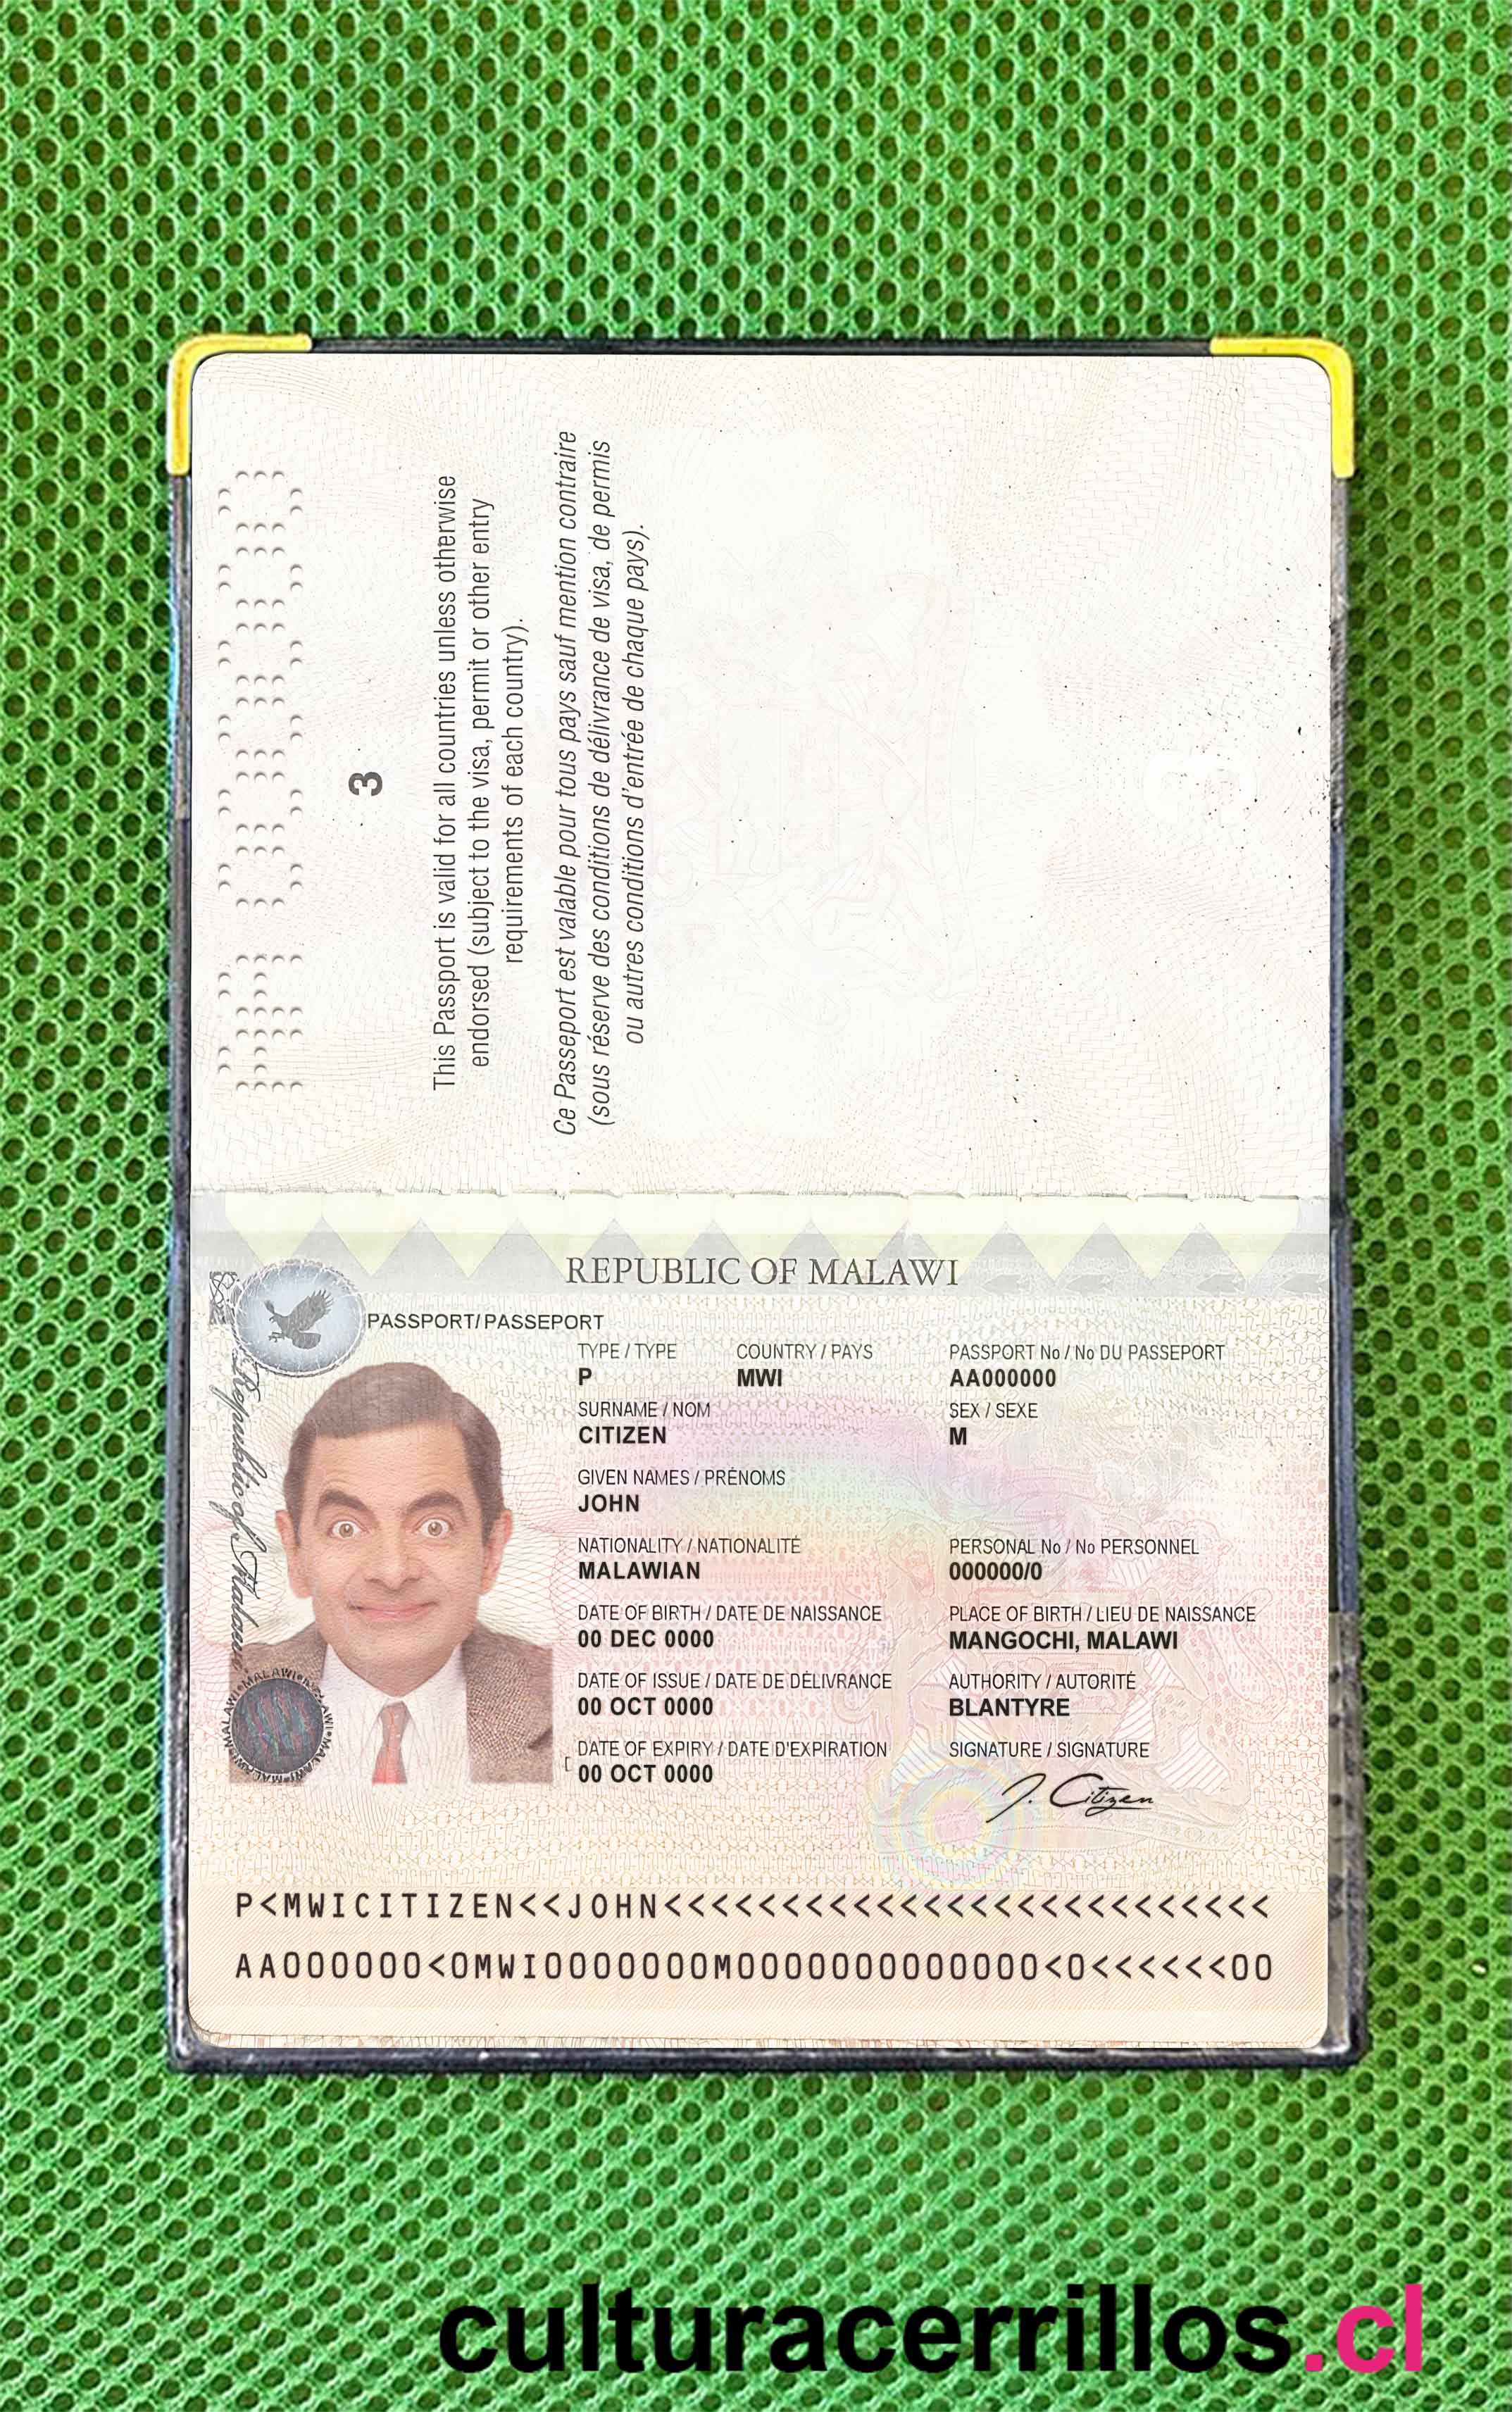 AA 000000
3
This Passport is valid for all countries unless otherwise
endorsed (subject to the visa, permit or other entry
requirements of each country).
Ce Passeport est valable pour tous pays sauf mention contraire
(sous réserve des conditions de délivrance de visa, de permis
ou autres conditions d'entrée de chaque pays).
REPUBLIC OF MALAWI
PASSPORT/PASSEPORT
Republic of Malawi
TYPE / TYPE COUNTRY / PAYS PASSPORT No / No DU PASSEPORT
P MWI AA000000
SURNAME / NOM SEX / SEXE
CITIZEN M
GIVEN NAMES / PRÉNOMS
JOHN
NATIONALITY / NATIONALITÉ PERSONAL No / No PERSONNEL
MALAWIAN 000000/0
DATE OF BIRTH / DATE DE NAISSANCE PLACE OF BIRTH / LIEU DE NAISSANCE
00 DEC 0000 MANGOCHI, MALAWI
DATE OF ISSUE / DATE DE DÉLIVRANCE AUTHORITY / AUTORITÉ
00 OCT 0000 BLANTYRE
DATE OF EXPIRY / DATE D'EXPIRATION SIGNATURE / SIGNATURE
00 OCT 0000 J. Citizen
MALAWI MALAWI MALAWI MALAWI
P<MWICITIZEN<<JOHN<<<<<<<<<<<<<<<<<<<<<<<<<<
AA000000<0MWI0000000M00000000000000<0<<<<<<00
culturacerrillos.cl